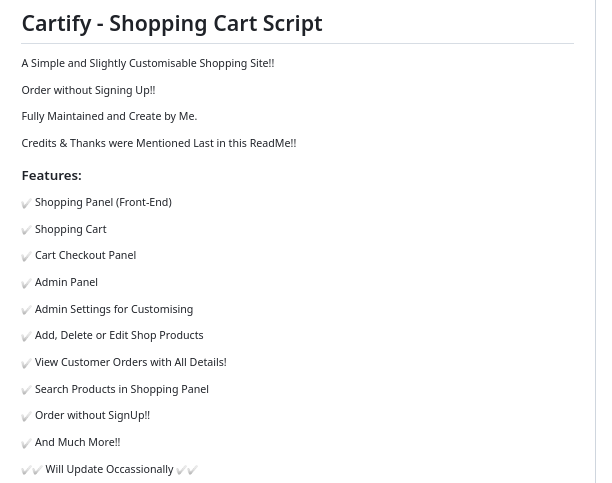 Cartify - Shopping Cart Script
A Simple and Slightly Customisable Shopping Site!!
Order without Signing Up!!
Fully Maintained and Create by Me.
Credits & Thanks were Mentioned Last in this ReadMe!!
Features:
✔ Shopping Panel (Front-End)
✔ Shopping Cart
✔ Cart Checkout Panel
✔ Admin Panel
✔ Admin Settings for Customising
✔ Add, Delete or Edit Shop Products
✔ View Customer Orders with All Details!
✔ Search Products in Shopping Panel
✔ Order without SignUp!!
✔ And Much More!!
✔✔ Will Update Occassionally ✔✔